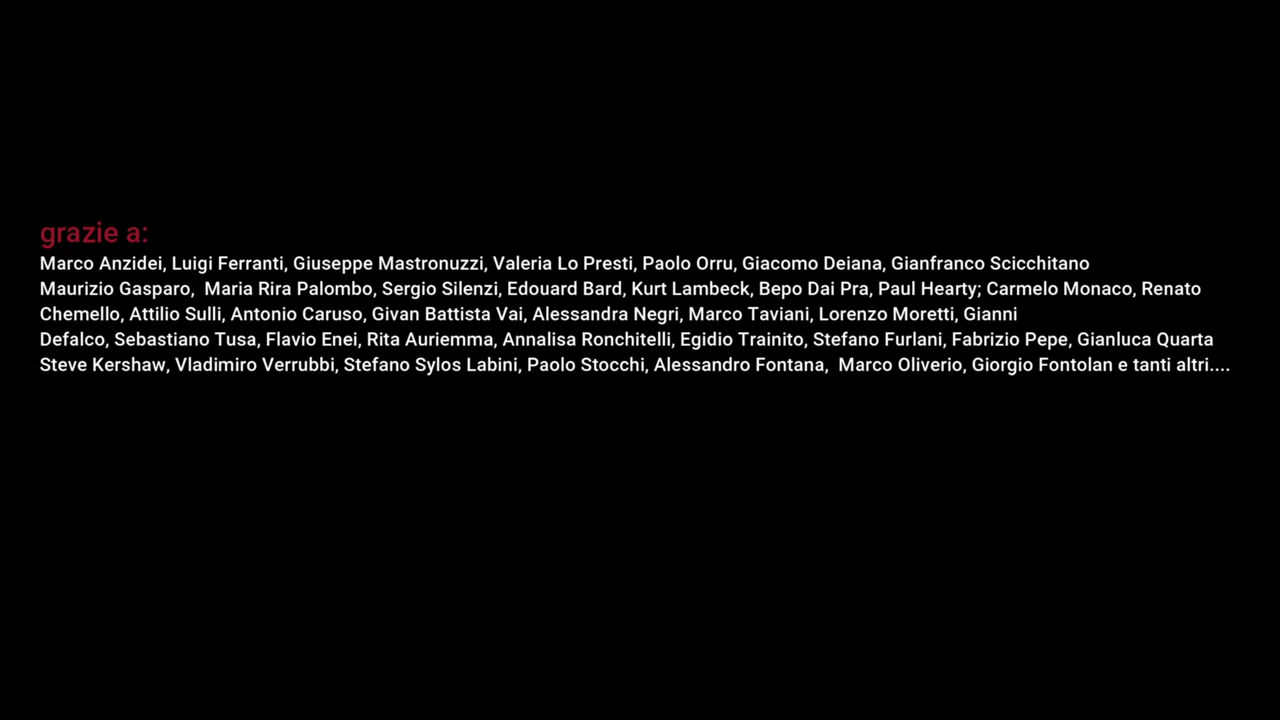 grazie a:
Marco Anzidei, Luigi Ferranti, Giuseppe Mastronuzzi, Valeria Lo Presti, Paolo Orru, Giacomo Deiana, Gianfranco Scicchitano
Maurizio Gasparo,  Maria Rira Palombo, Sergio Silenzi, Edouard Bard, Kurt Lambeck, Bepo Dai Pra, Paul Hearty; Carmelo Monaco, Renato
Chemello, Attilio Sulli, Antonio Caruso, Givan Battista Vai, Alessandra Negri, Marco Taviani, Lorenzo Moretti, Gianni
Defalco, Sebastiano Tusa, Flavio Enei, Rita Auriemma, Annalisa Ronchitelli, Egidio Trainito, Stefano Furlani, Fabrizio Pepe, Gianluca Quarta
Steve Kershaw, Vladimiro Verrubbi, Stefano Sylos Labini, Paolo Stocchi, Alessandro Fontana,  Marco Oliverio, Giorgio Fontolan e tanti altri....